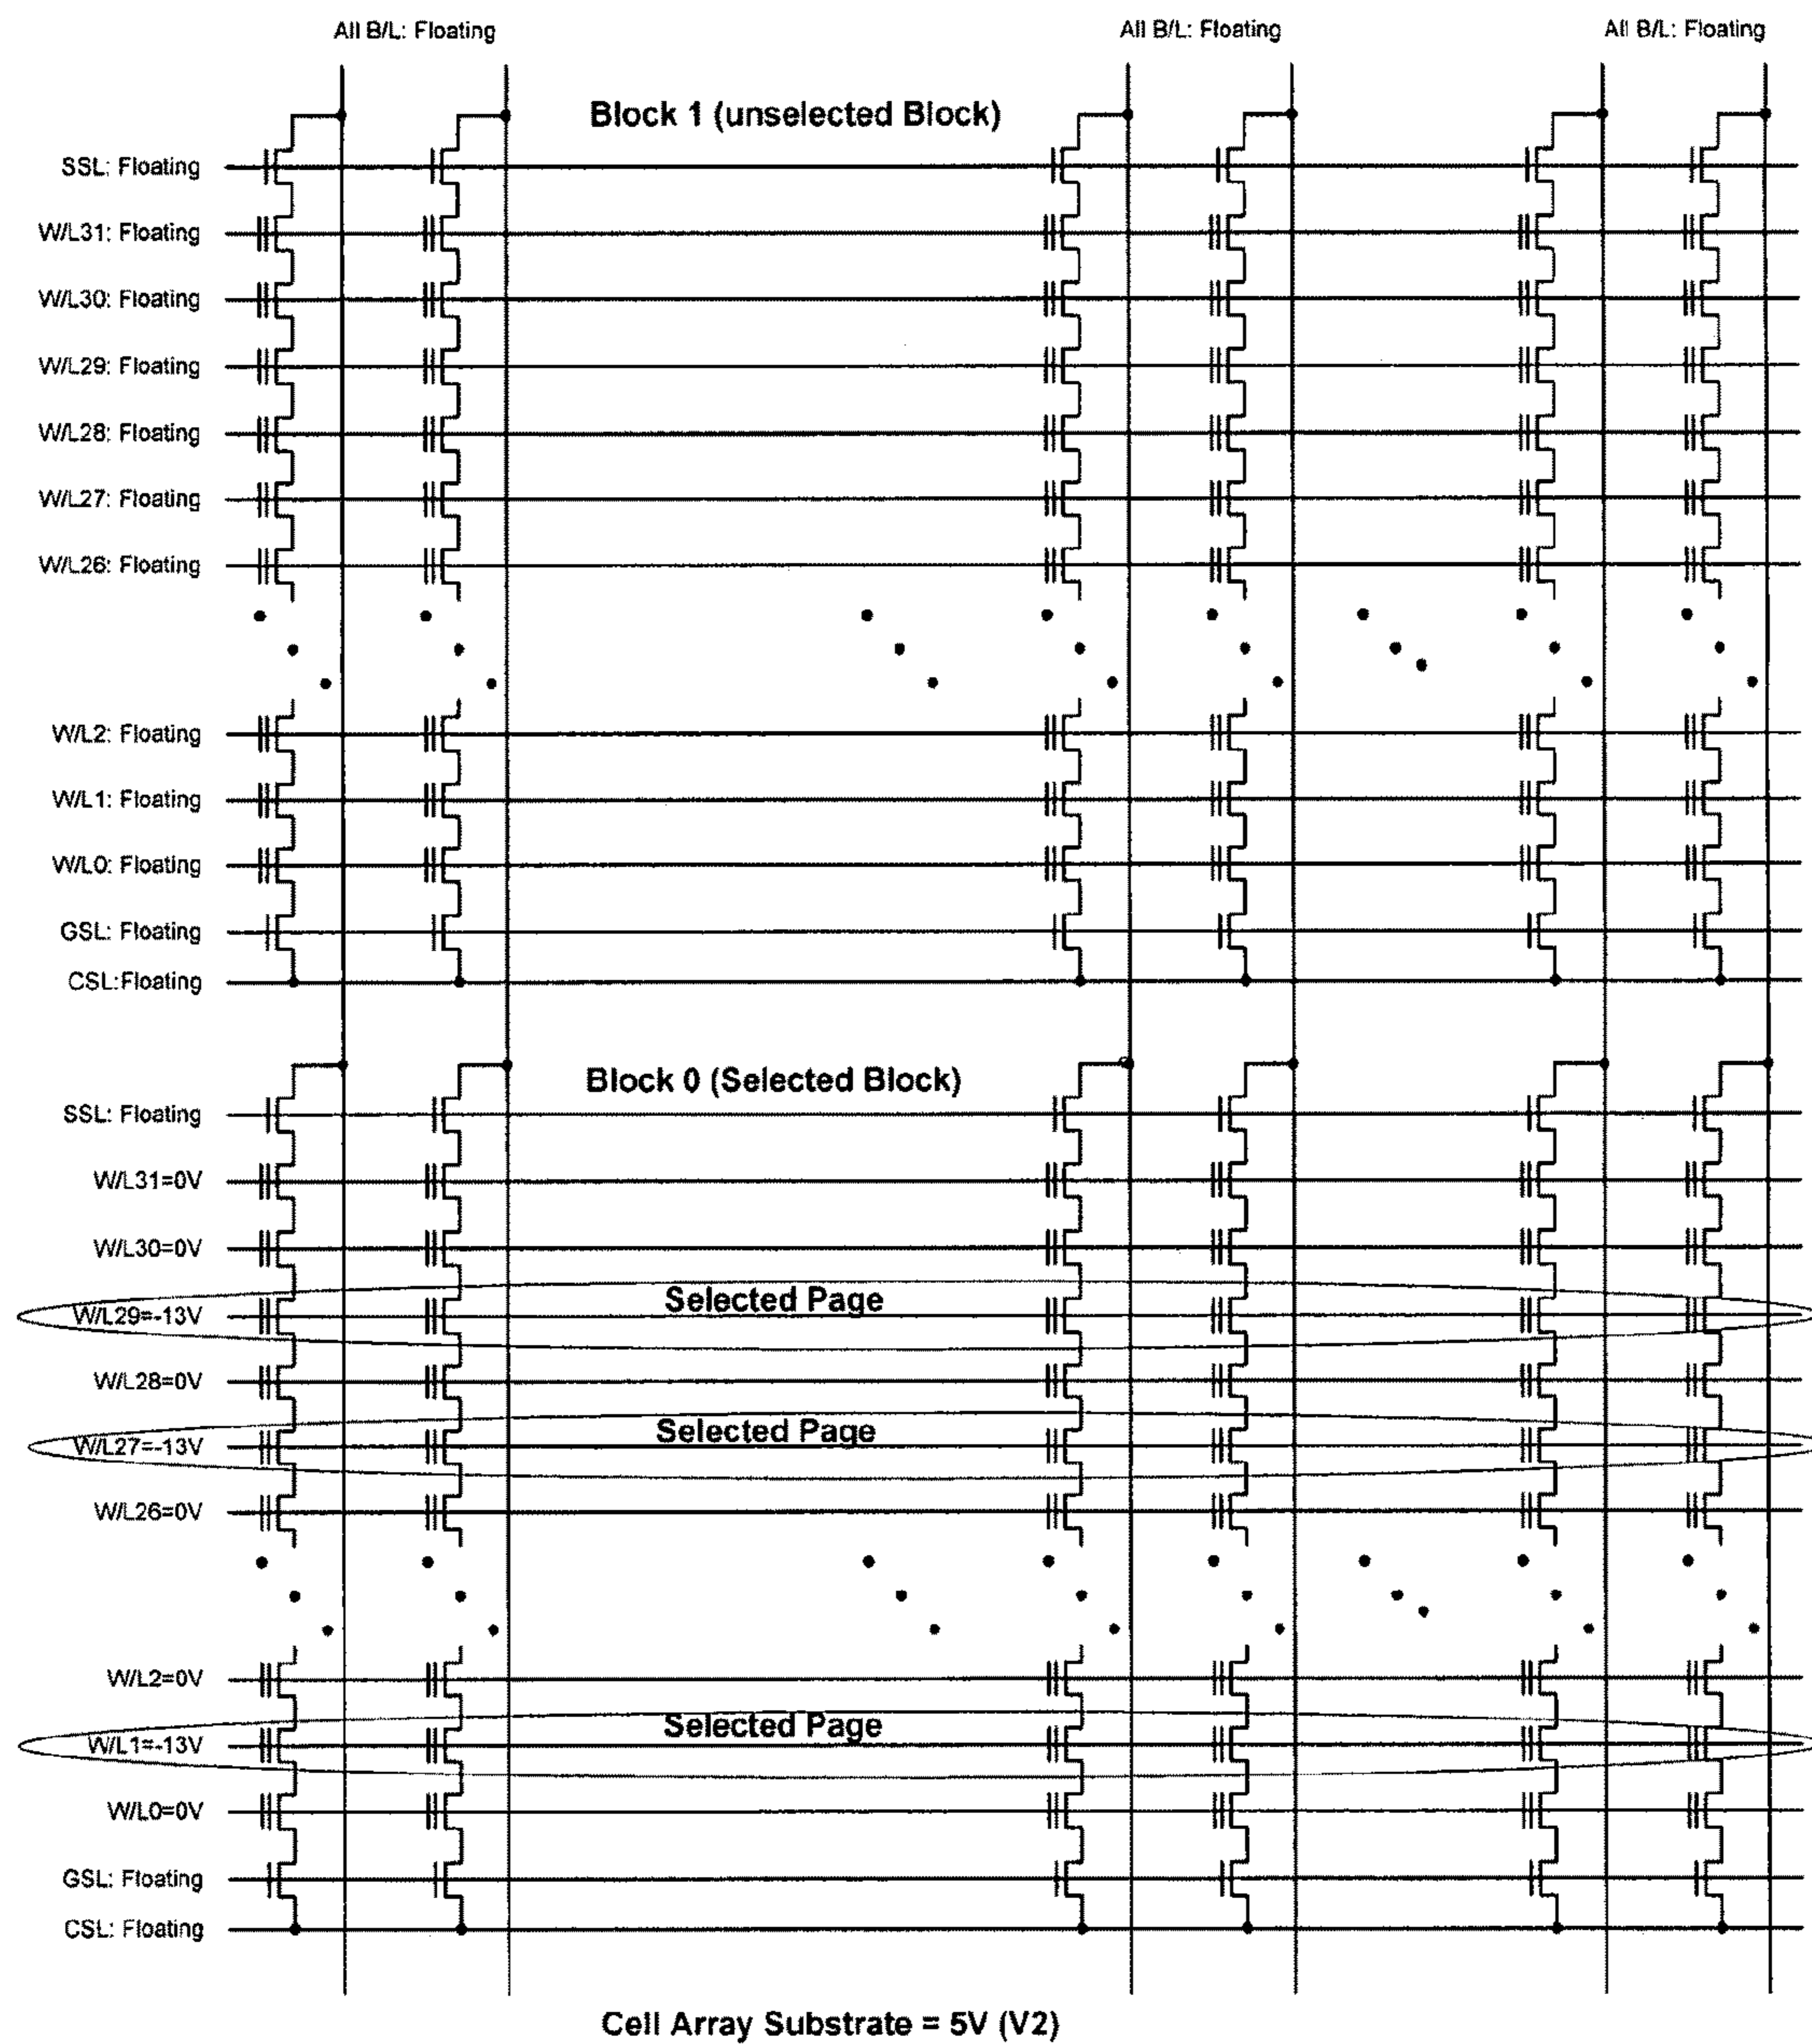 All B/L: Floating All B/L: Floating All B/L: Floating
Block 1 (unselected Block)
SSL: Floating
W/L31: Floating
W/L30: Floating
W/L29: Floating
W/L28: Floating
W/L27: Floating
W/L26: Floating
W/L2: Floating
W/L1: Floating
W/L0: Floating
GSL: Floating
CSL:Floating
Block 0 (Selected Block)
SSL: Floating
W/L31=0V
W/L30=0V
Selected Page
W/L29=-13V
W/L28=0V
Selected Page
W/L27=-13V
W/L26=0V
W/L2=0V
Selected Page
W/L1=-13V
W/L0=0V
GSL: Floating
CSL: Floating
Cell Array Substrate = 5V (V2)